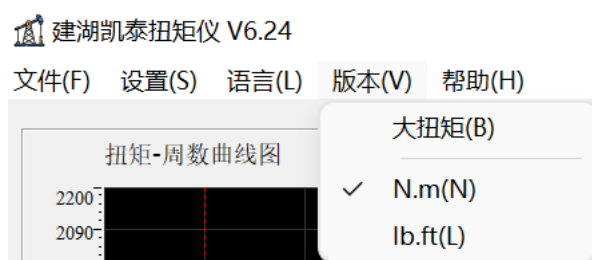 建湖凯泰扭矩仪 V6.24
文件(F) 设置(S) 语言(L) 版本(V) 帮助(H)
大扭矩(B)
扭矩-周数曲线图
N.m(N)
2200
lb.ft(L)
2090